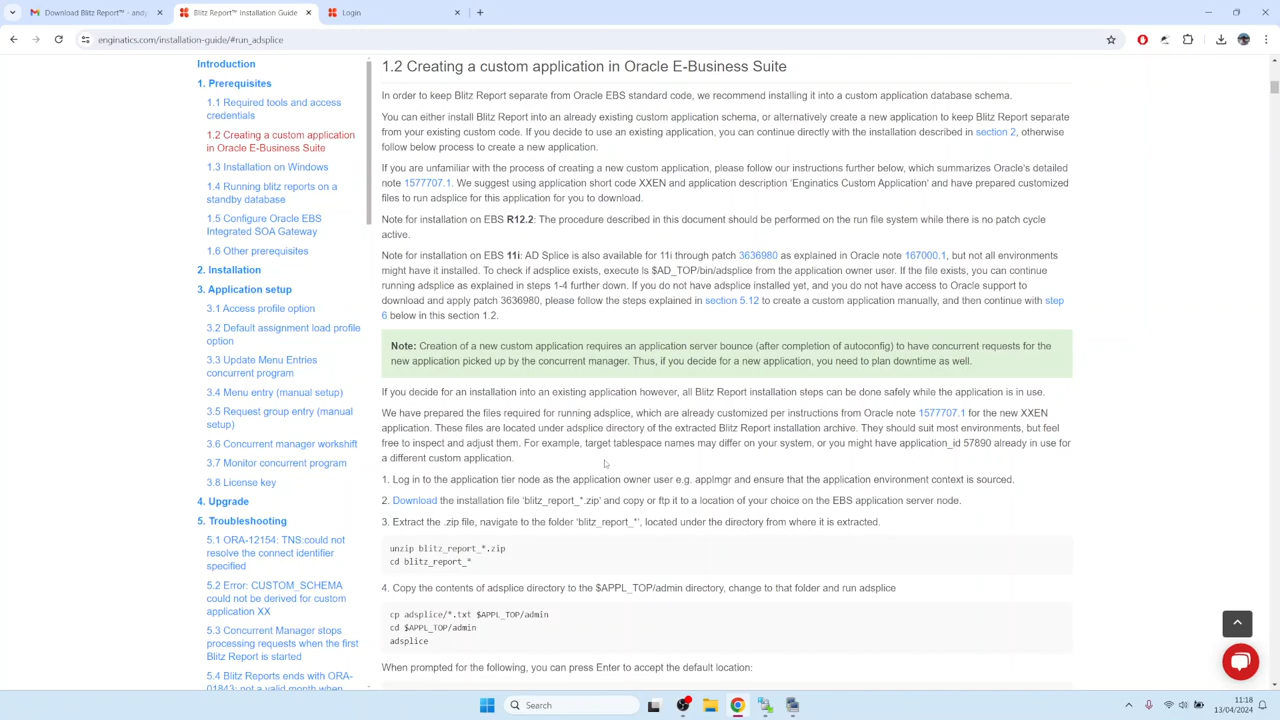 Download Blitz Report™ - andy
Blitz Report™ Installation Guide
Login
enginatics.com/installation-guide/#run_adsplice
Introduction
1. Prerequisites
1.1 Required tools and access
credentials
1.2 Creating a custom application
in Oracle E-Business Suite
1.3 Installation on Windows
1.4 Running blitz reports on a
standby database
1.5 Configure Oracle EBS
Integrated SOA Gateway
1.6 Other prerequisites
2. Installation
3. Application setup
3.1 Access profile option
3.2 Default assignment load profile
option
3.3 Update Menu Entries
concurrent program
3.4 Menu entry (manual setup)
3.5 Request group entry (manual
setup)
3.6 Concurrent manager workshift
3.7 Monitor concurrent program
3.8 License key
4. Upgrade
5. Troubleshooting
5.1 ORA-12154: TNS:could not
resolve the connect identifier
specified
5.2 Error: CUSTOM_SCHEMA
could not be derived for custom
application XX
5.3 Concurrent Manager stops
processing requests when the first
Blitz Report is started
5.4 Blitz Reports ends with ORA-
01843: not a valid month when
1.2 Creating a custom application in Oracle E-Business Suite
In order to keep Blitz Report separate from Oracle EBS standard code, we recommend installing it into a custom application database schema.
You can either install Blitz Report into an already existing custom application schema, or alternatively create a new application to keep Blitz Report separate
from your existing custom code. If you decide to use an existing application, you can continue directly with the installation described in section 2, otherwise
follow below process to create a new application.
If you are unfamiliar with the process of creating a new custom application, please follow our instructions further below, which summarizes Oracle's detailed
note 1577707.1. We suggest using application short code XXEN and application description 'Enginatics Custom Application' and have prepared customized
files to run adsplice for this application for you to download.
Note for installation on EBS R12.2: The procedure described in this document should be performed on the run file system while there is no patch cycle
active.
Note for installation on EBS 11i: AD Splice is also available for 11i through patch 3636980 as explained in Oracle note 167000.1, but not all environments
might have it installed. To check if adsplice exists, execute ls $AD_TOP/bin/adsplice from the application owner user. If the file exists, you can continue
running adsplice as explained in steps 1-4 further down. If you do not have adsplice installed yet, and you do not have access to Oracle support to
download and apply patch 3636980, please follow the steps explained in section 5.12 to create a custom application manually, and then continue with step
6 below in this section 1.2.
Note: Creation of a new custom application requires an application server bounce (after completion of autoconfig) to have concurrent requests for the
new application picked up by the concurrent manager. Thus, if you decide for a new application, you need to plan downtime as well.
If you decide for an installation into an existing application however, all Blitz Report installation steps can be done safely while the application is in use.
We have prepared the files required for running adsplice, which are already customized per instructions from Oracle note 1577707.1 for the new XXEN
application. These files are located under adsplice directory of the extracted Blitz Report installation archive. They should suit most environments, but feel
free to inspect and adjust them. For example, target tablespace names may differ on your system, or you might have application_id 57890 already in use for
a different custom application.
1. Log in to the application tier node as the application owner user e.g. applmgr and ensure that the application environment context is sourced.
2. Download the installation file 'blitz_report_*.zip' and copy or ftp it to a location of your choice on the EBS application server node.
3. Extract the .zip file, navigate to the folder 'blitz_report_*', located under the directory from where it is extracted.
unzip blitz_report_*.zip
cd blitz_report_*
4. Copy the contents of adsplice directory to the $APPL_TOP/admin directory, change to that folder and run adsplice
cp adsplice/*.txt $APPL_TOP/admin
cd $APPL_TOP/admin
adsplice
When prompted for the following, you can press Enter to accept the default location:
Search
11:18
13/04/2024